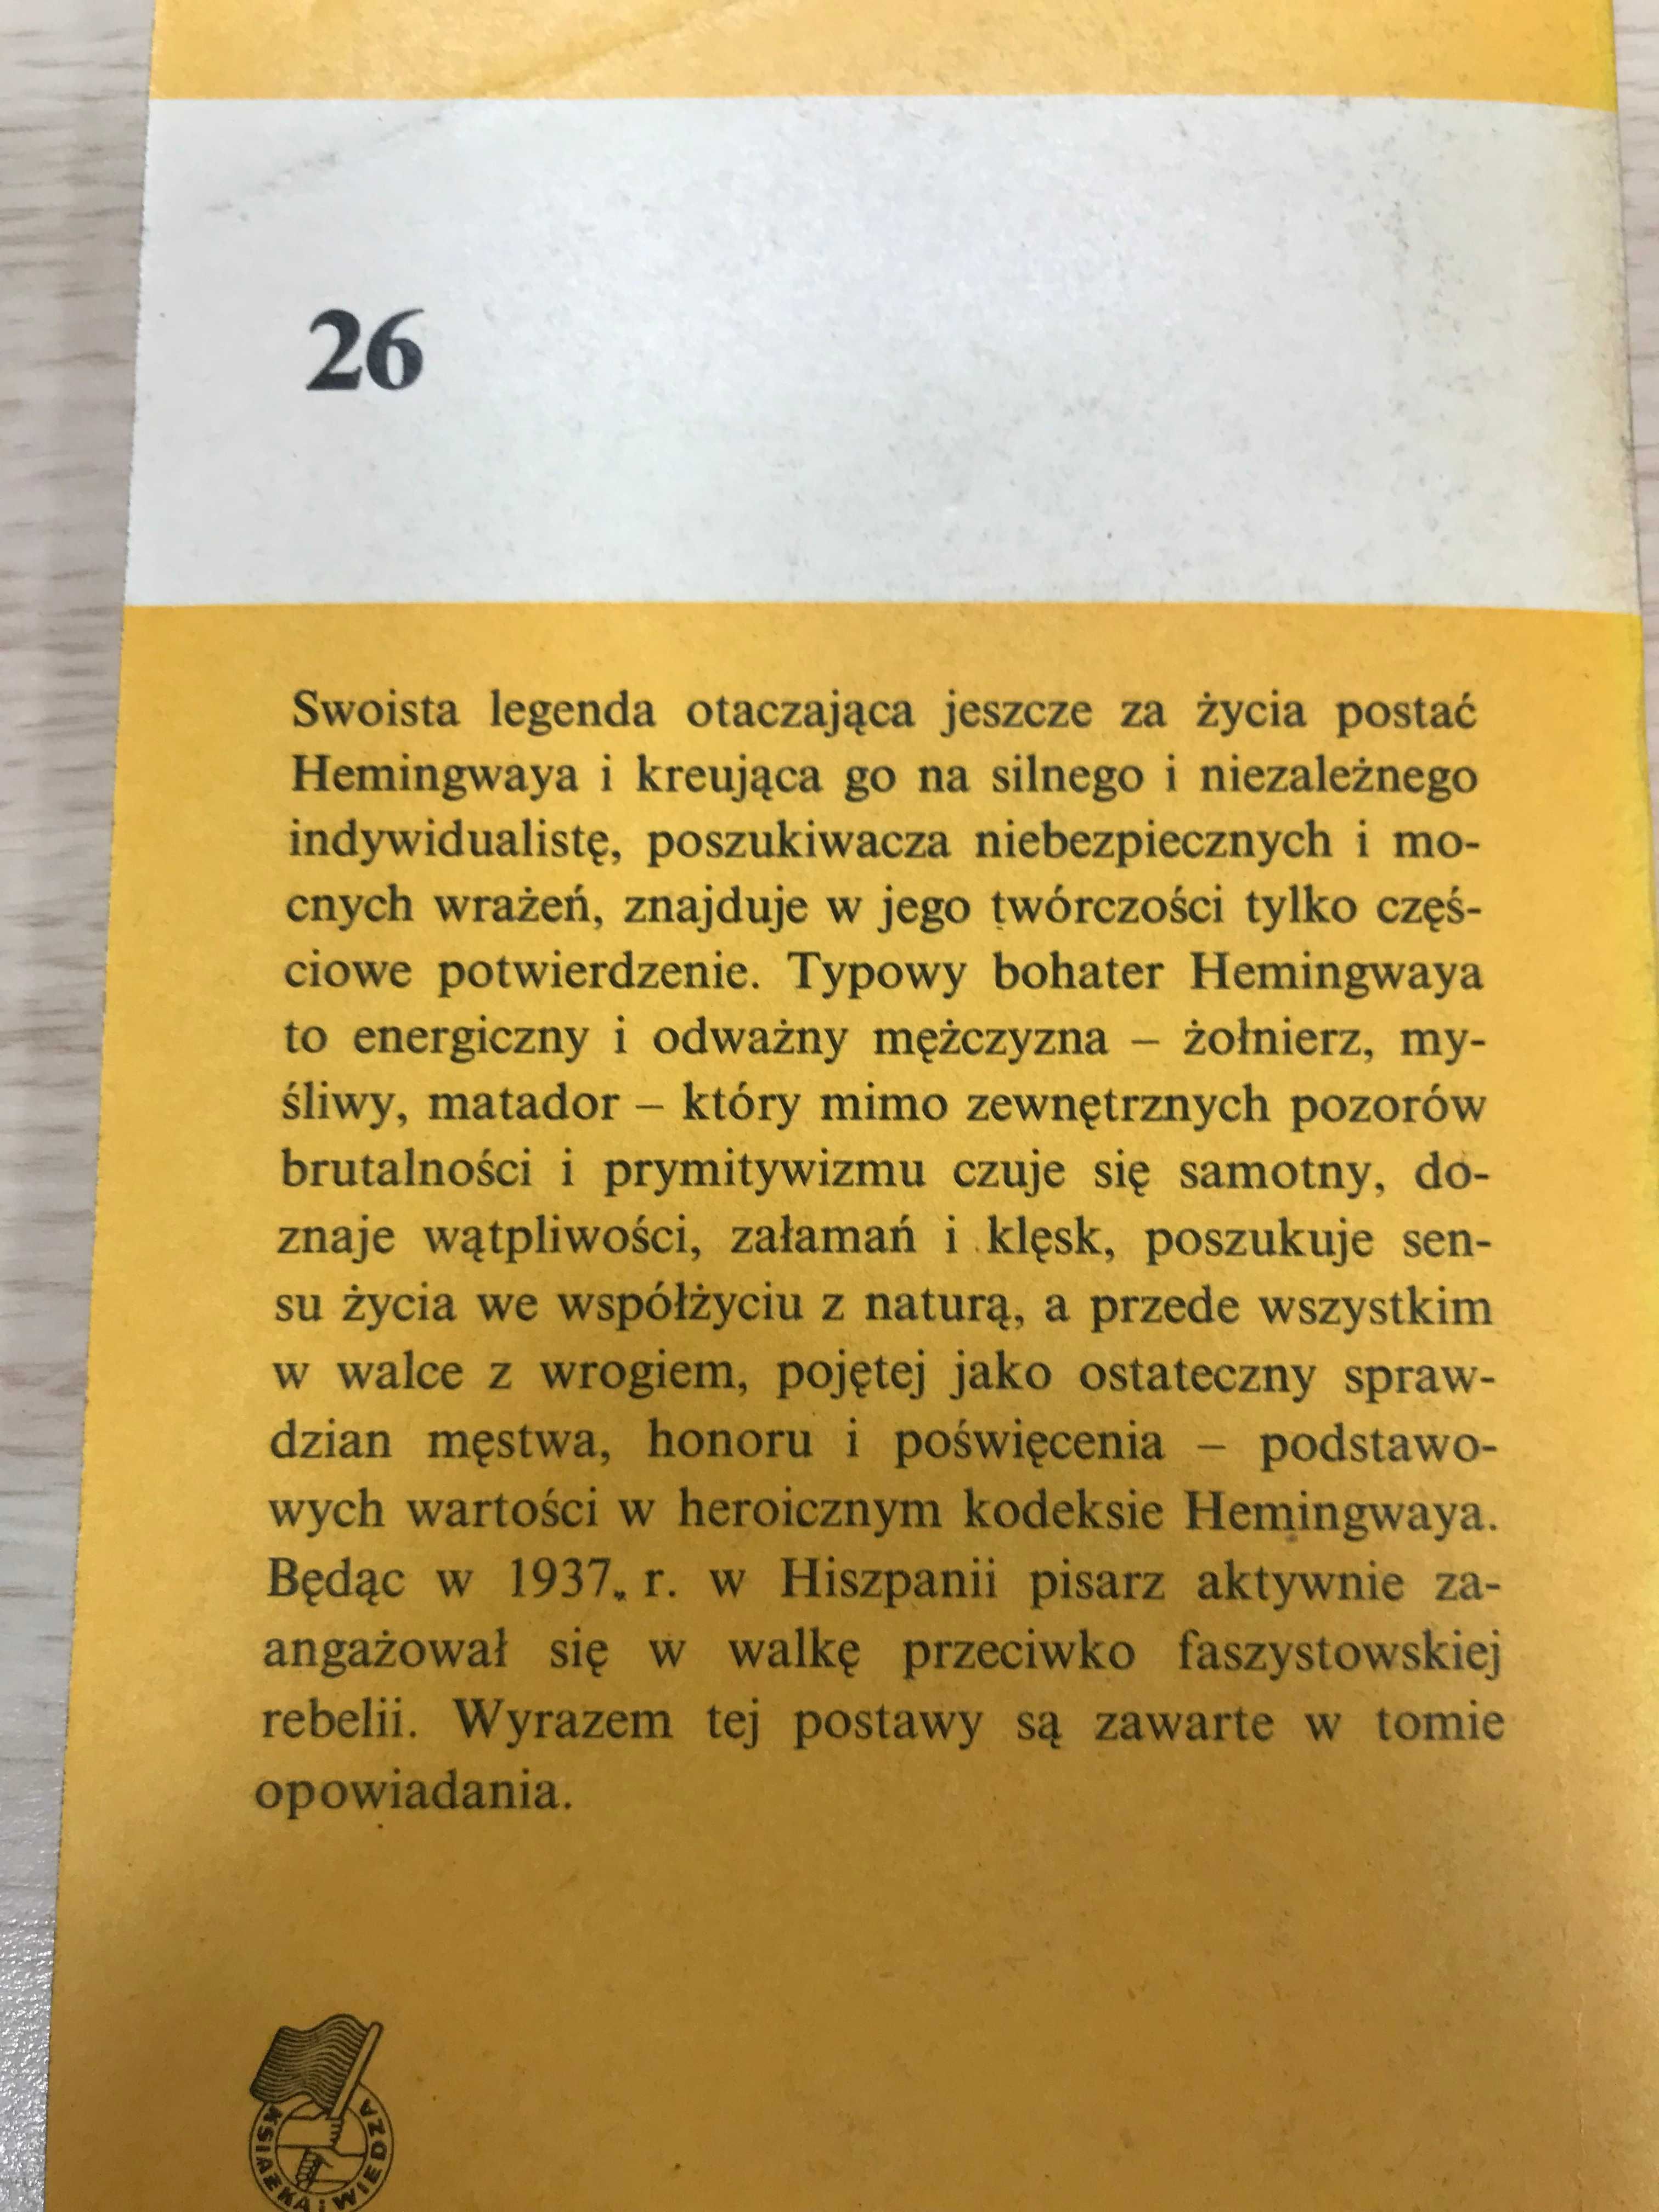 26
Swoista legenda otaczająca jeszcze za życia postać
Hemingwaya i kreująca go na silnego i niezależnego
indywidualistę, poszukiwacza niebezpiecznych i mo-
cnych wrażeń, znajduje w jego twórczości tylko częś-
ciowe potwierdzenie. Typowy bohater Hemingwaya
to energiczny i odważny mężczyzna – żołnierz, my-
śliwy, matador – który mimo zewnętrznych pozorów
brutalności i prymitywizmu czuje się samotny, do-
znaje wątpliwości, załamań i klęsk, poszukuje sen-
su życia we współżyciu z naturą, a przede wszystkim
w walce z wrogiem, pojętej jako ostateczny spraw-
dzian męstwa, honoru i poświęcenia – podstawo-
wych wartości w heroicznym kodeksie Hemingwaya.
Będąc w 1937 r. w Hiszpanii pisarz aktywnie za-
angażował się w walkę przeciwko faszystowskiej
rebelii. Wyrazem tej postawy są zawarte w tomie
opowiadania.
KSIĄŻKA i WIEDZA